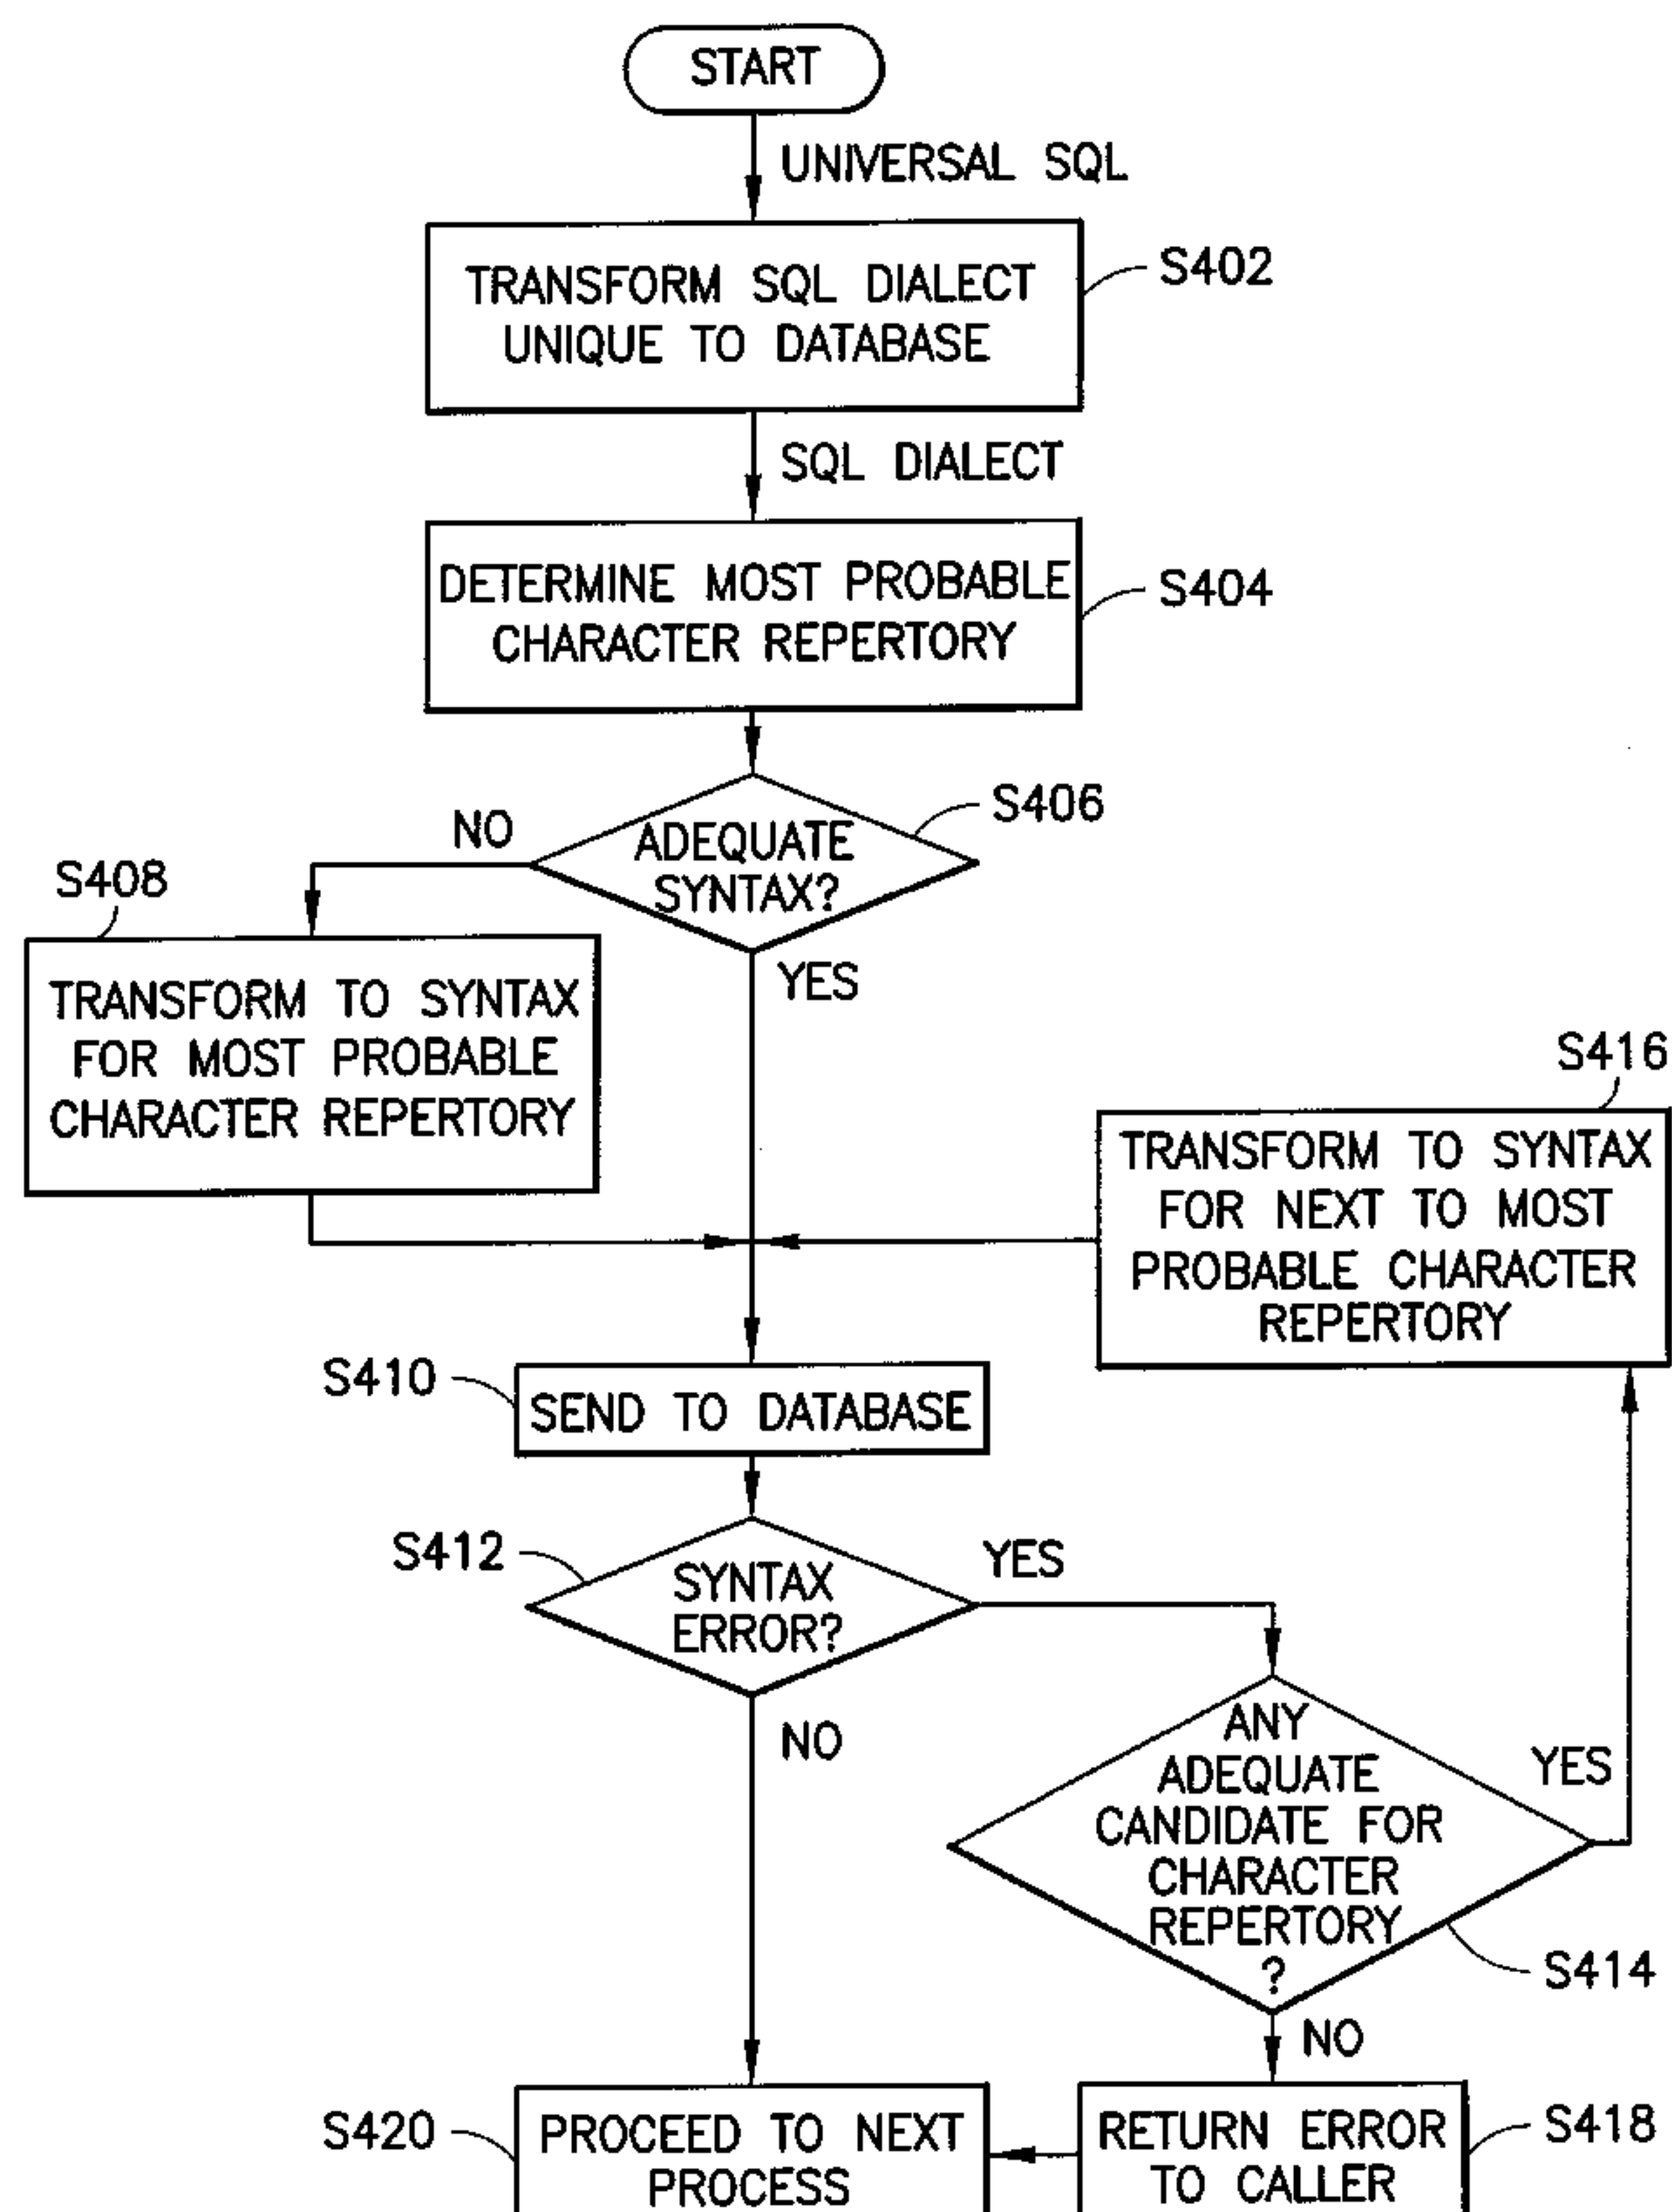 START
UNIVERSAL SQL
TRANSFORM SQL DIALECT
UNIQUE TO DATABASE
S402
SQL DIALECT
DETERMINE MOST PROBABLE
CHARACTER REPERTORY
S404
ADEQUATE
SYNTAX?
S406
NO
YES
S408
TRANSFORM TO SYNTAX
FOR MOST PROBABLE
CHARACTER REPERTORY
S416
TRANSFORM TO SYNTAX
FOR NEXT TO MOST
PROBABLE CHARACTER
REPERTORY
S410
SEND TO DATABASE
S412
SYNTAX
ERROR?
YES
NO
ANY
ADEQUATE
CANDIDATE FOR
CHARACTER
REPERTORY
?
YES
S414
NO
S420
PROCEED TO NEXT
PROCESS
RETURN ERROR
TO CALLER
S418